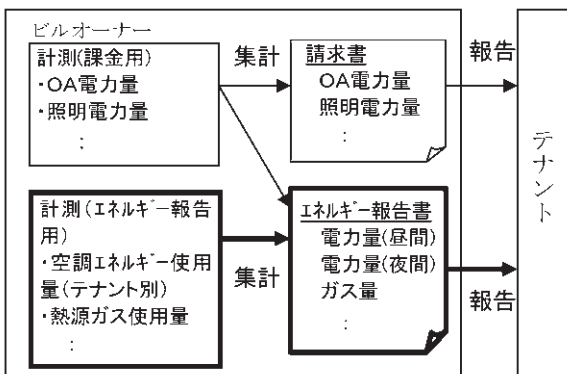 ビルオーナー
計測(課金用)
・OA電力量
・照明電力量
:
集計
請求書
OA電力量
照明電力量
:
報告
計測(エネルギー報告
用)
・空調エネルギー使用
量(テナント別)
・熱源ガス使用量
:
集計
エネルギー報告書
電力量(昼間)
電力量(夜間)
ガス量
:
報告
テナント